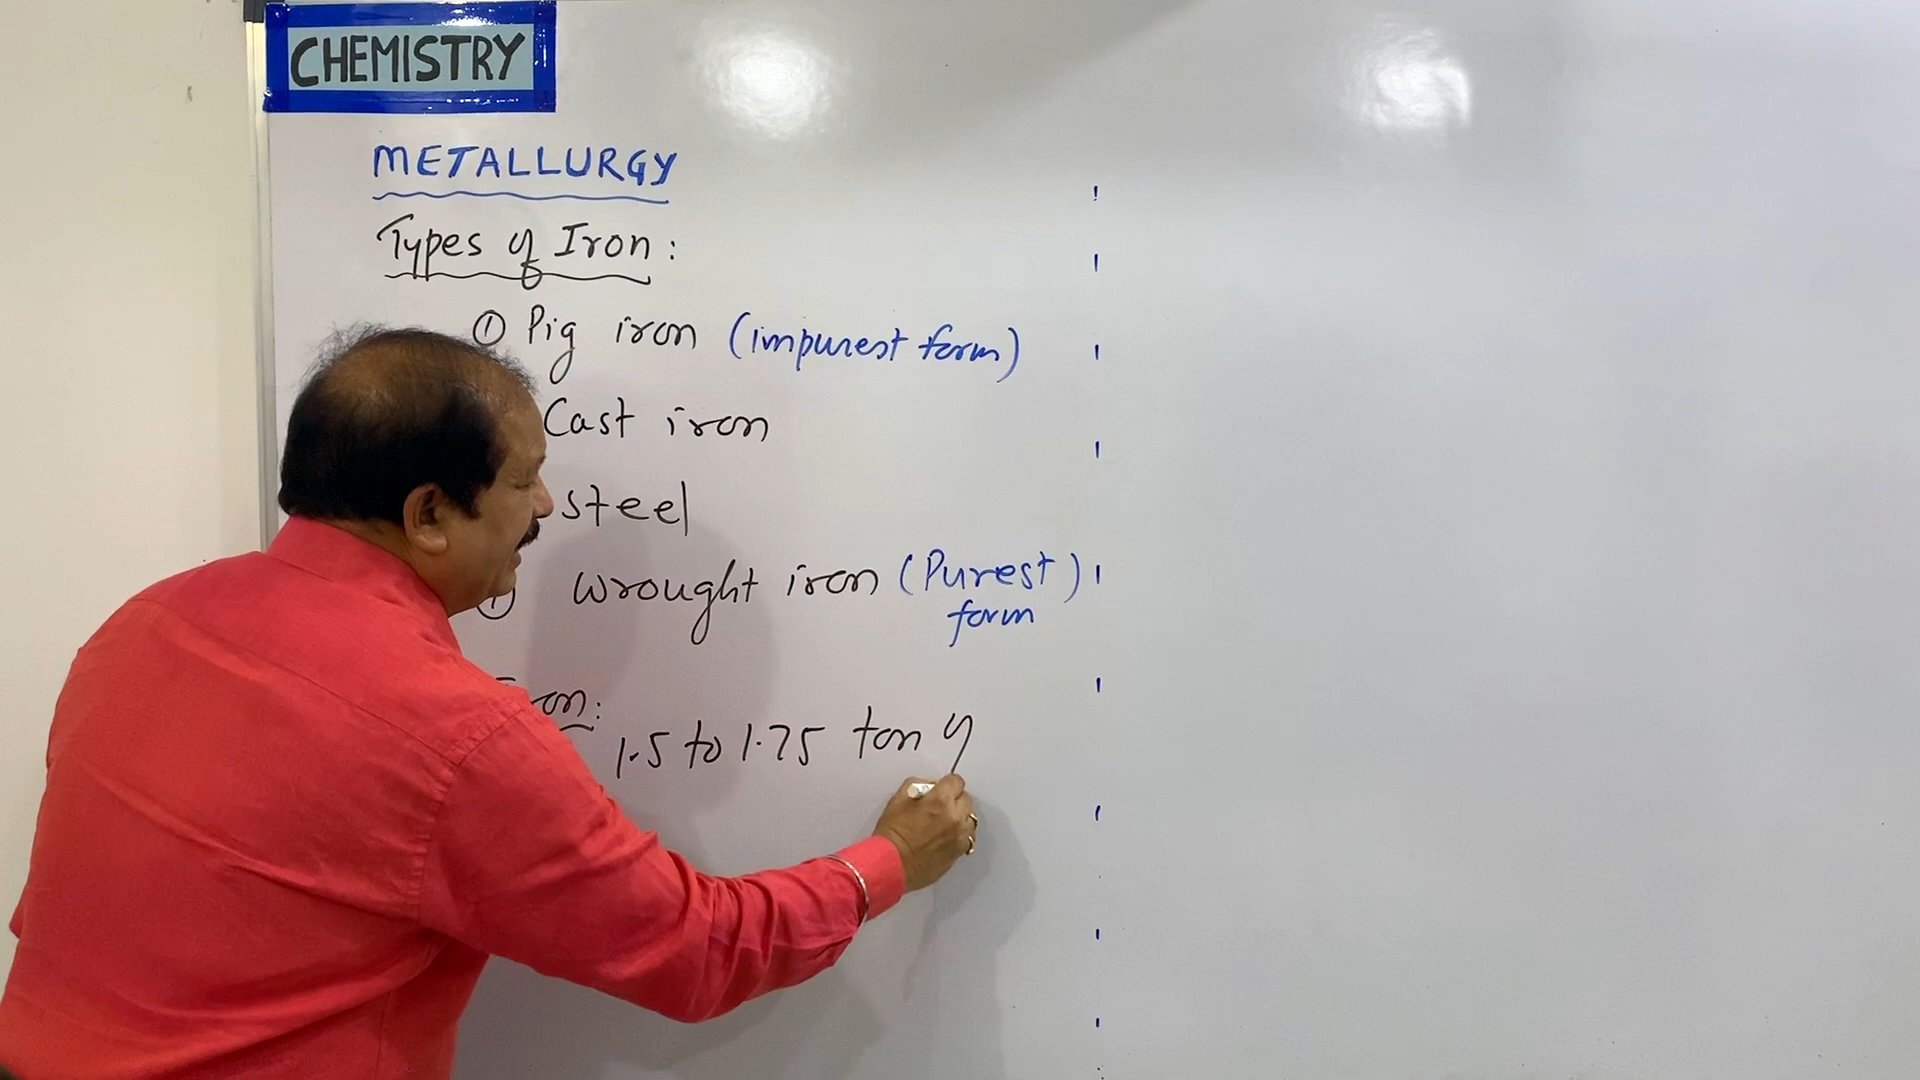 CHEMISTRY
METALLURGY
Types of Iron:
① Pig iron (impurest form)
Cast iron
steel
wrought iron (Purest)
form
1.5 to 1.75 ton of